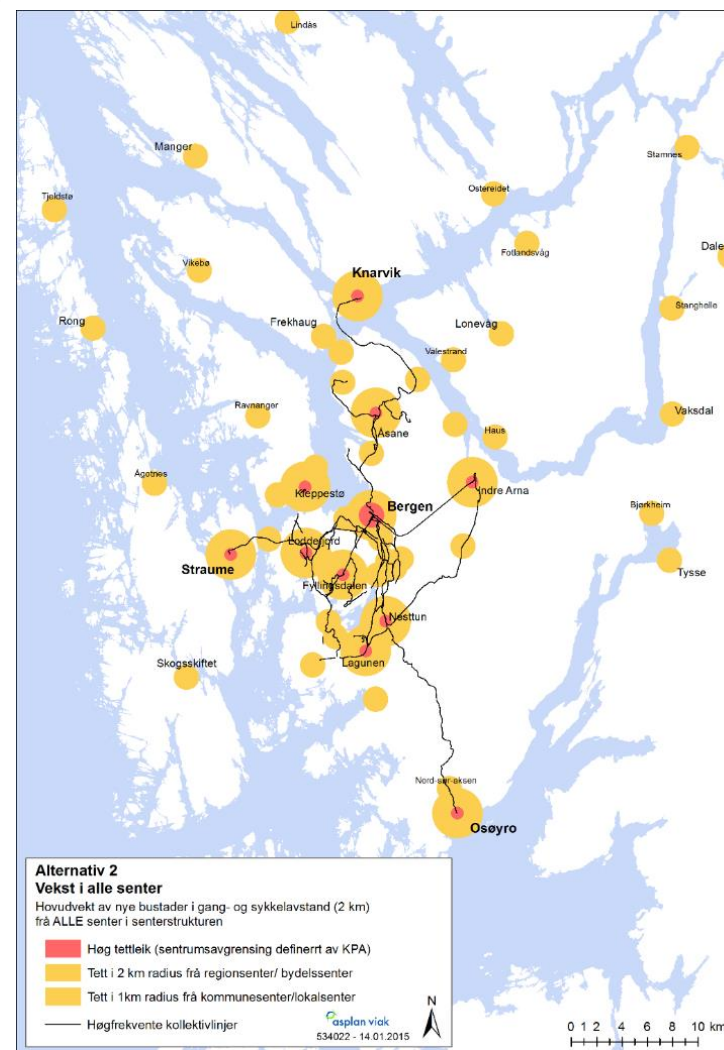 Lindås
Manger
Stamnes
Tjeldstø
Ostereidet
Fotlandsvåg
Dale
Vikebø
Knarvik
Stanghelle
Rong
Frekhaug
Lonevåg
Valestrand
Ravnanger
Vaksdal
Åsane
Haus
Ågotnes
Kleppestø
Indre Arna
Bergen
Bjørkheim
Loddefjord
Straume
Tysse
Fyllingsdalen
Nesttun
Skogsskiftet
Lagunen
Nord-sør-aksen
Osøyro
Alternativ 2
Vekst i alle senter
Hovudvekt av nye bustader i gang- og sykkelavstand (2 km)
frå ALLE senter i senterstrukturen
Høg tettleik (sentrumsavgrensing definerrt av KPA)
Tett i 2 km radius frå regionsenter/ bydelssenter
Tett i 1km radius frå kommunesenter/lokalsenter
Høgfrekvente kollektivlinjer
asplan viak
534022 - 14.01.2015
N
0 1 2 4 6 8 10 km